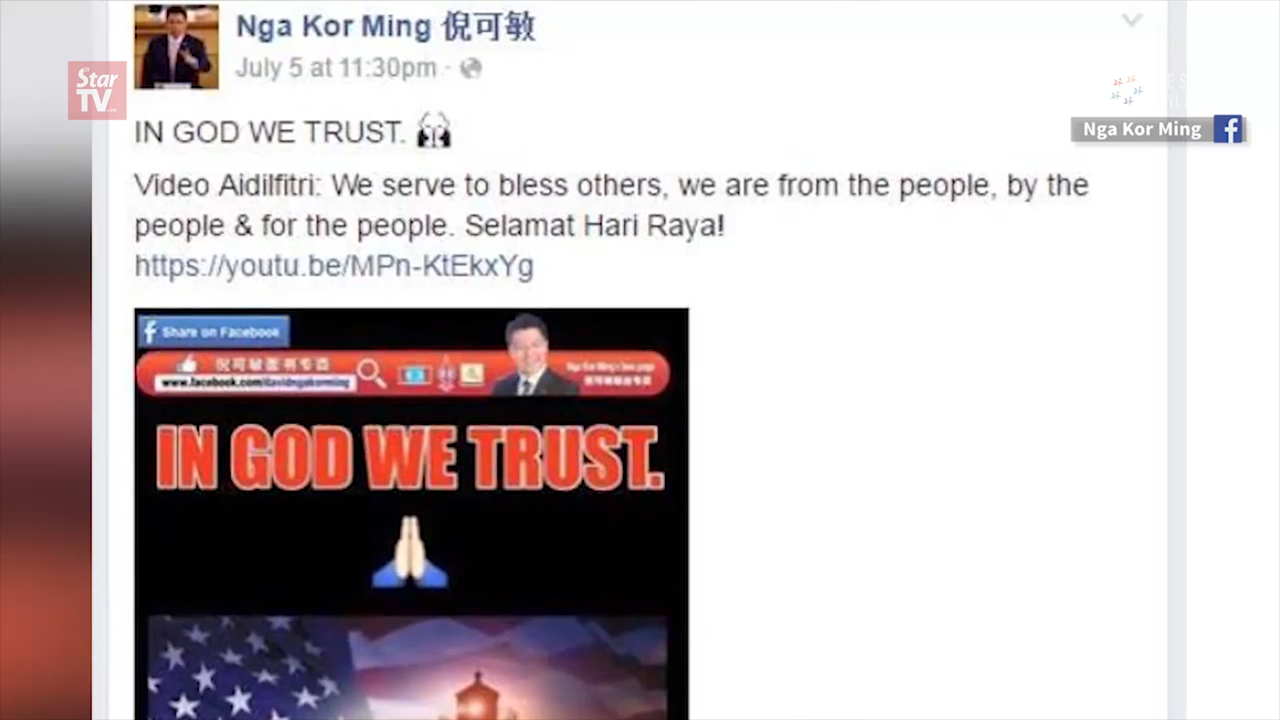 Nga Kor Ming 倪可敏
July 5 at 11:30pm
Star
TV
Nga Kor Ming
IN GOD WE TRUST.
Video Aidilfitri: We serve to bless others, we are from the people, by the
people & for the people. Selamat Hari Raya!
https://youtu.be/MPn-KtEkxYg
Share on Facebook
倪可敏面书专页
www.facebook.com/davidngakorming
IN GOD WE TRUST.